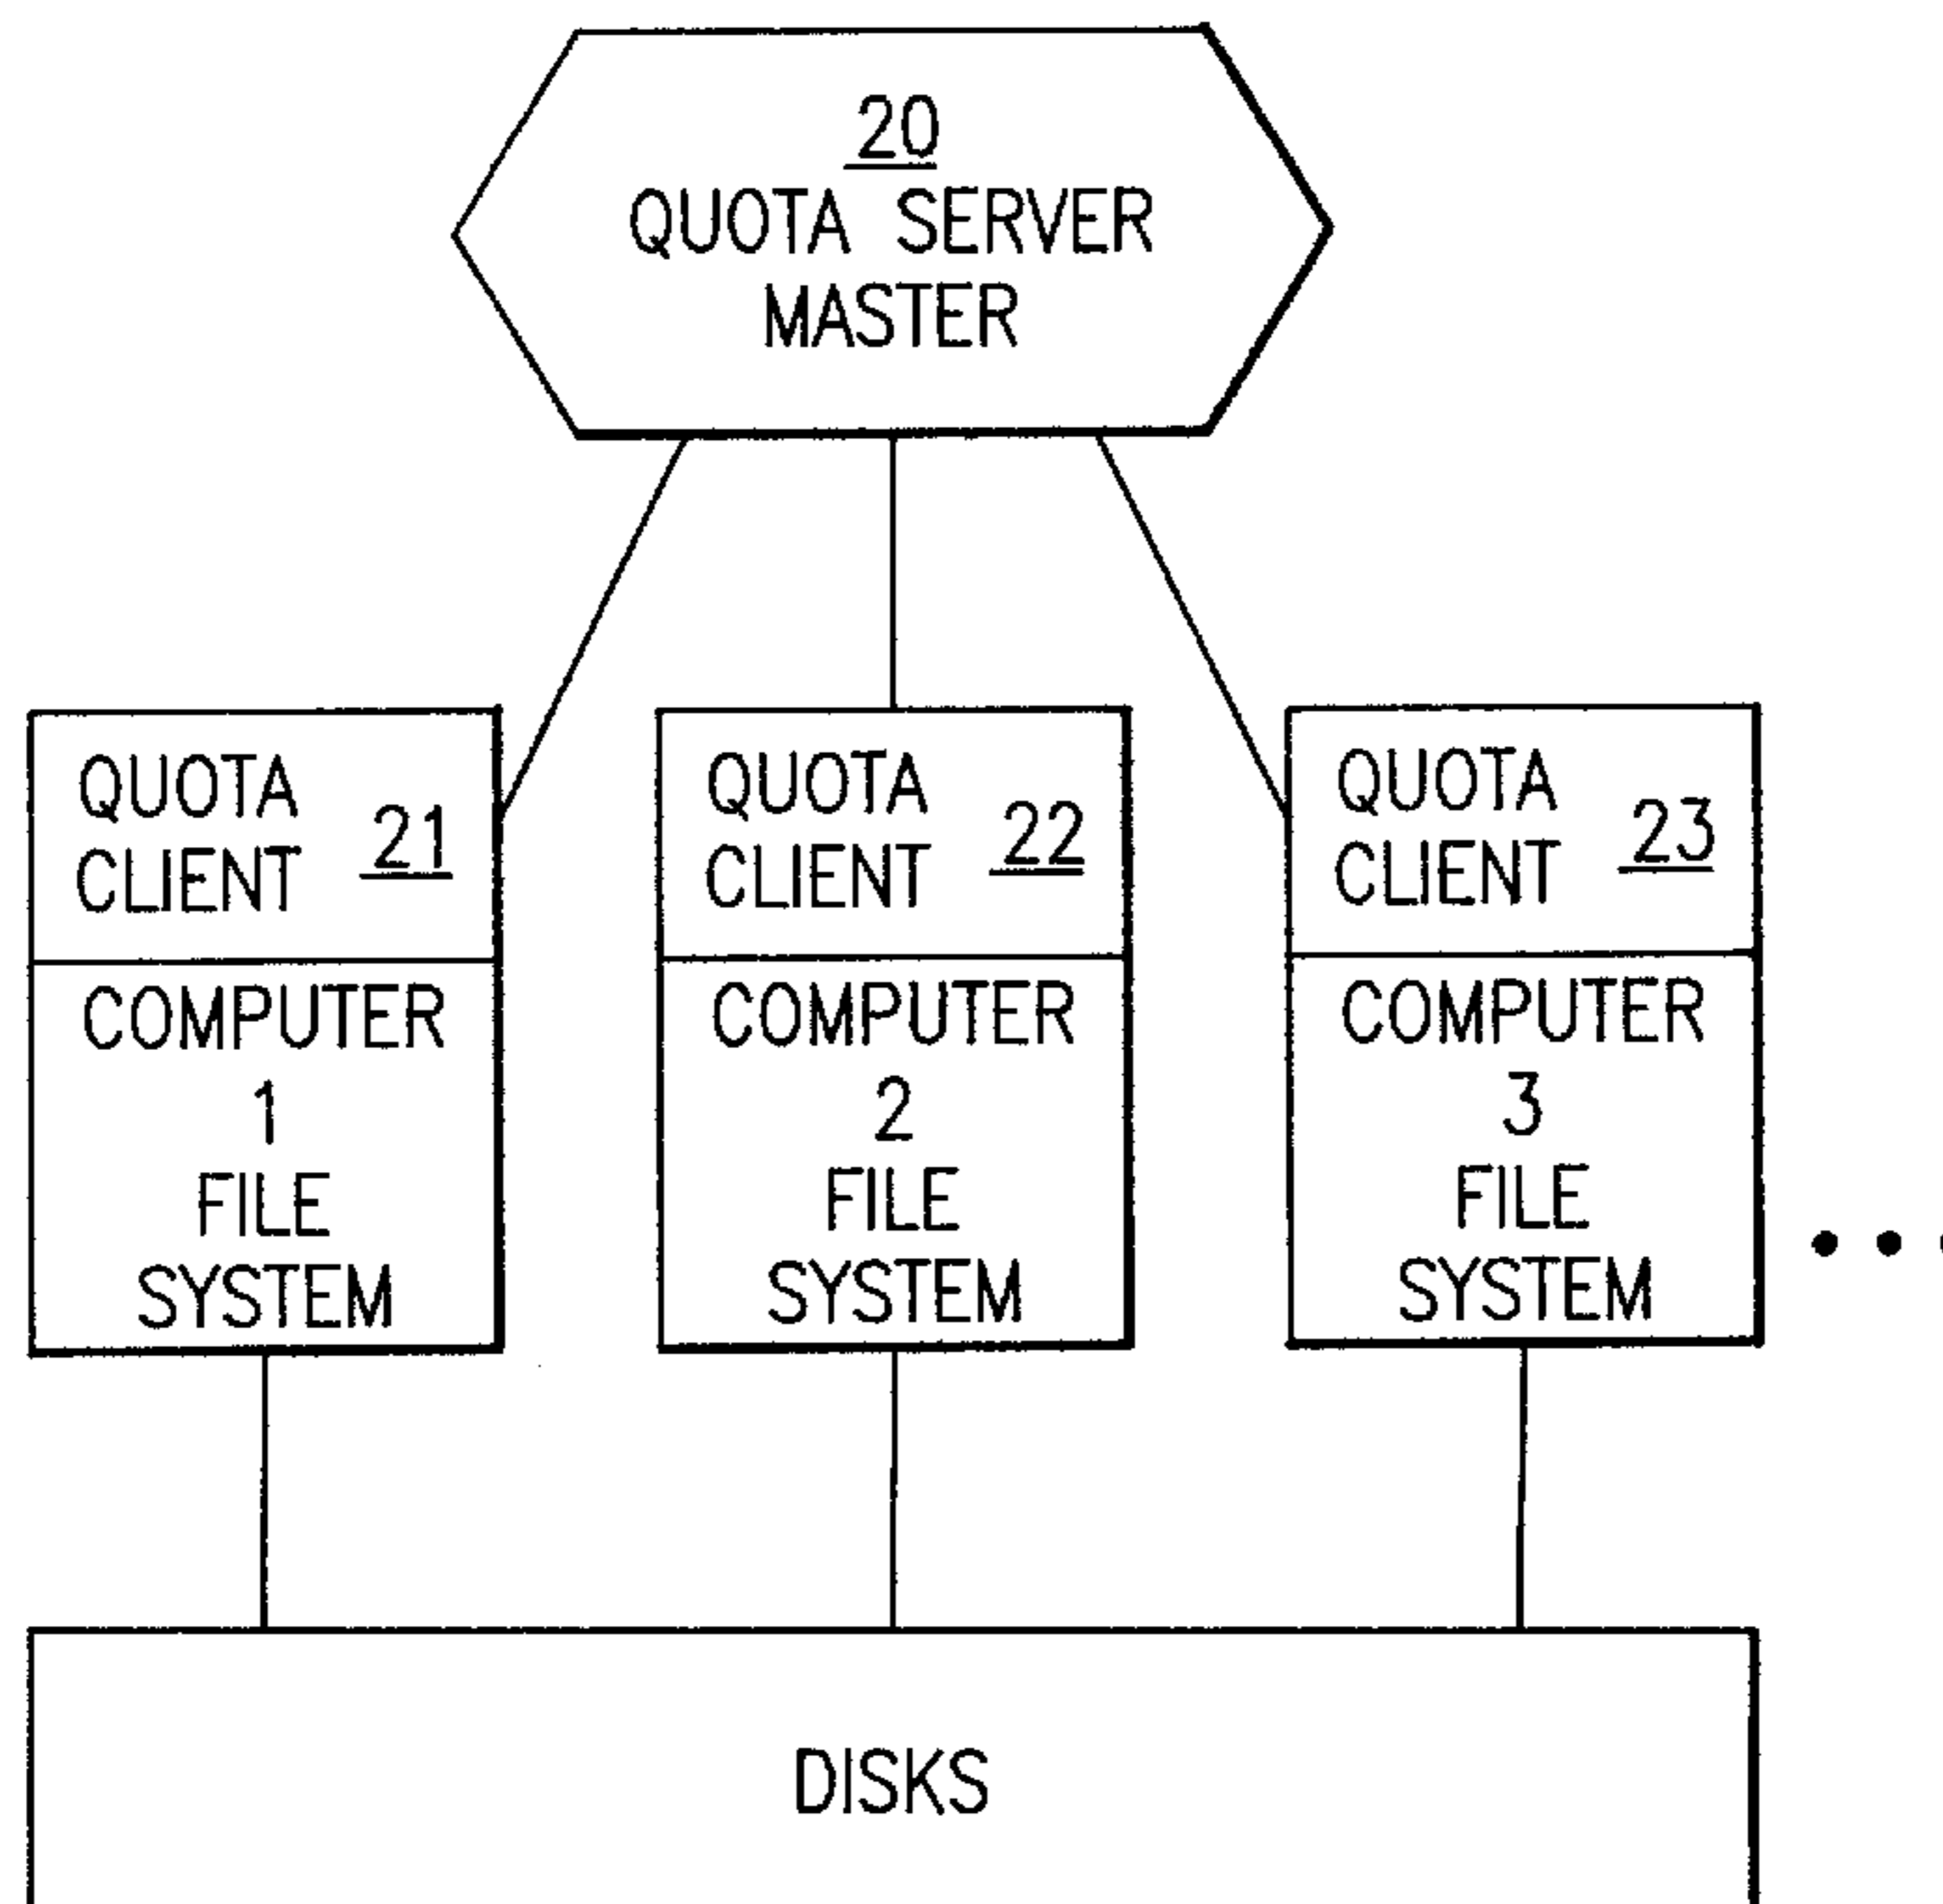 20
QUOTA SERVER
MASTER
QUOTA
CLIENT 21
QUOTA
CLIENT 22
QUOTA
CLIENT 23
COMPUTER
1
FILE
SYSTEM
COMPUTER
2
FILE
SYSTEM
COMPUTER
3
FILE
SYSTEM
• • •
DISKS